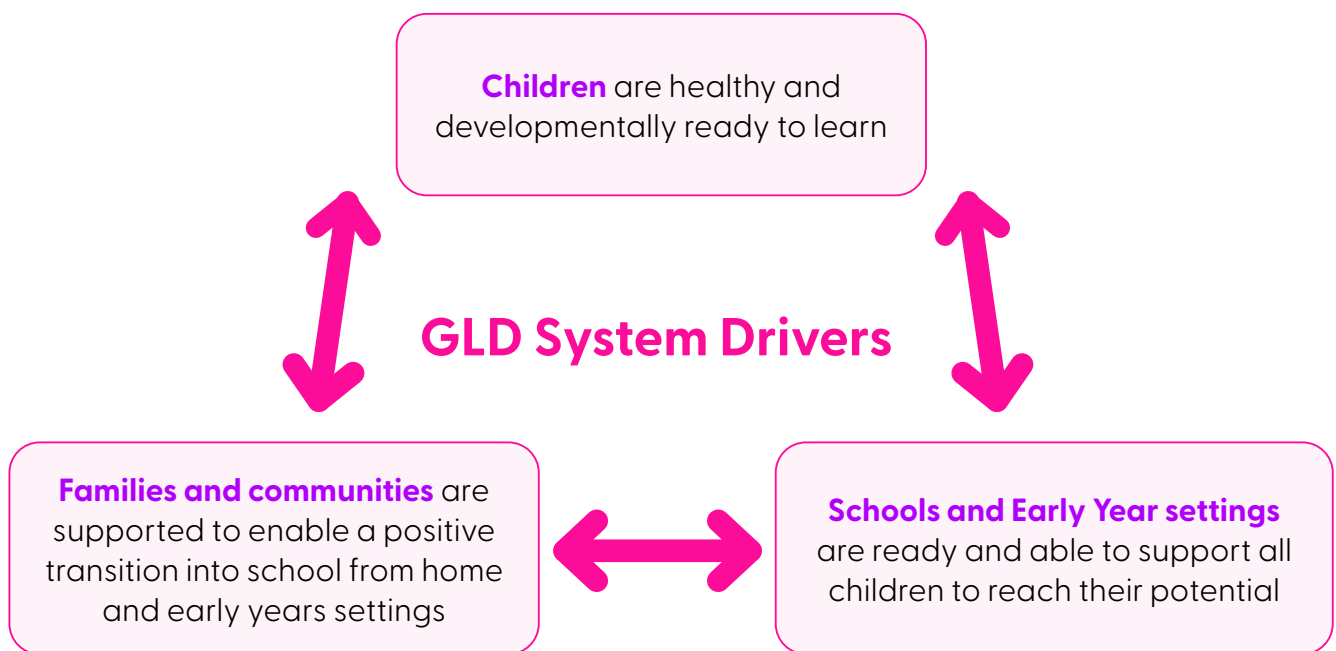 Children are healthy and
developmentally ready to learn
GLD System Drivers
Families and communities are
supported to enable a positive
transition into school from home
and early years settings
Schools and Early Year settings
are ready and able to support all
children to reach their potential